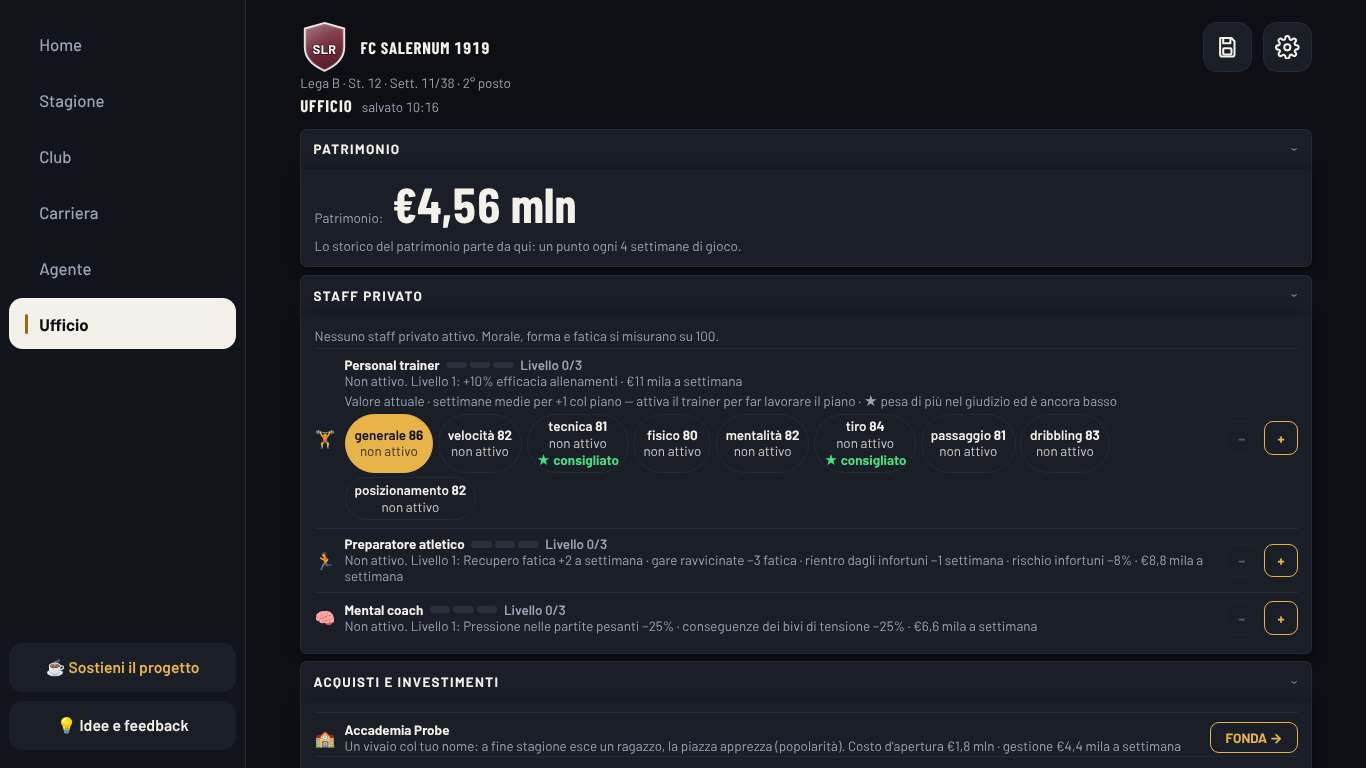 Home
Stagione
Club
Carriera
Agente
Ufficio
☕ Sostieni il progetto
💡 Idee e feedback
SLR
FC SALERNUM 1919
Lega B · St. 12 · Sett. 11/38 · 2° posto
UFFICIO salvato 10:16
PATRIMONIO
Patrimonio: €4,56 mln
Lo storico del patrimonio parte da qui: un punto ogni 4 settimane di gioco.
STAFF PRIVATO
Nessuno staff privato attivo. Morale, forma e fatica si misurano su 100.
Personal trainer Livello 0/3
Non attivo. Livello 1: +10% efficacia allenamenti · €11 mila a settimana
Valore attuale · settimane medie per +1 col piano — attiva il trainer per far lavorare il piano · ★ pesa di più nel giudizio ed è ancora basso
generale 86
non attivo
velocità 82
non attivo
tecnica 81
non attivo
★ consigliato
fisico 80
non attivo
mentalità 82
non attivo
tiro 84
non attivo
★ consigliato
passaggio 81
non attivo
dribbling 83
non attivo
posizionamento 82
non attivo
− +
Preparatore atletico Livello 0/3
Non attivo. Livello 1: Recupero fatica +2 a settimana · gare ravvicinate −3 fatica · rientro dagli infortuni −1 settimana · rischio infortuni −8% · €8,8 mila a
settimana
− +
Mental coach Livello 0/3
Non attivo. Livello 1: Pressione nelle partite pesanti −25% · conseguenze dei bivi di tensione −25% · €6,6 mila a settimana
− +
ACQUISTI E INVESTIMENTI
Accademia Probe
Un vivaio col tuo nome: a fine stagione esce un ragazzo, la piazza apprezza (popolarità). Costo d'apertura €1,8 mln · gestione €4,4 mila a settimana
FONDA →